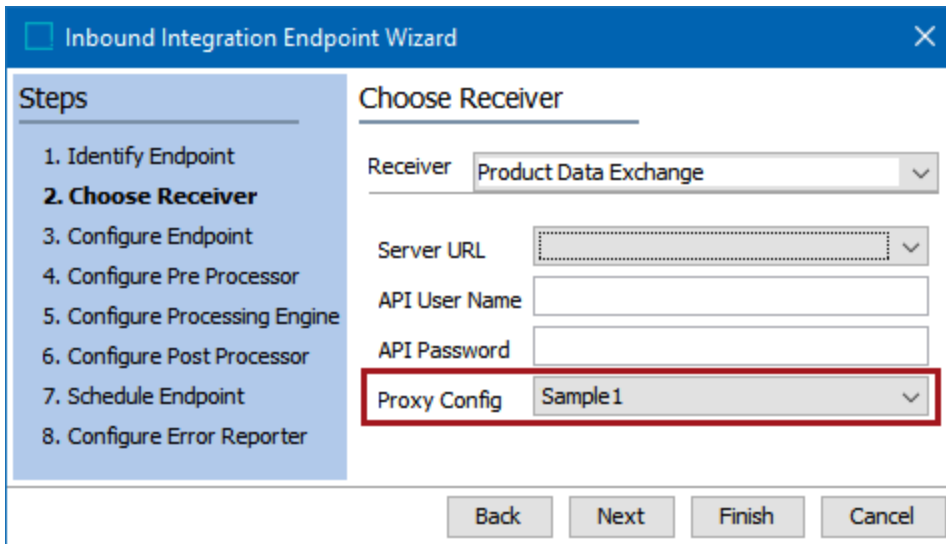 Inbound Integration Endpoint Wizard
Steps
1. Identify Endpoint
2. Choose Receiver
3. Configure Endpoint
4. Configure Pre Processor
5. Configure Processing Engine
6. Configure Post Processor
7. Schedule Endpoint
8. Configure Error Reporter
Choose Receiver
Receiver Product Data Exchange
Server URL
API User Name
API Password
Proxy Config Sample1
Back Next Finish Cancel